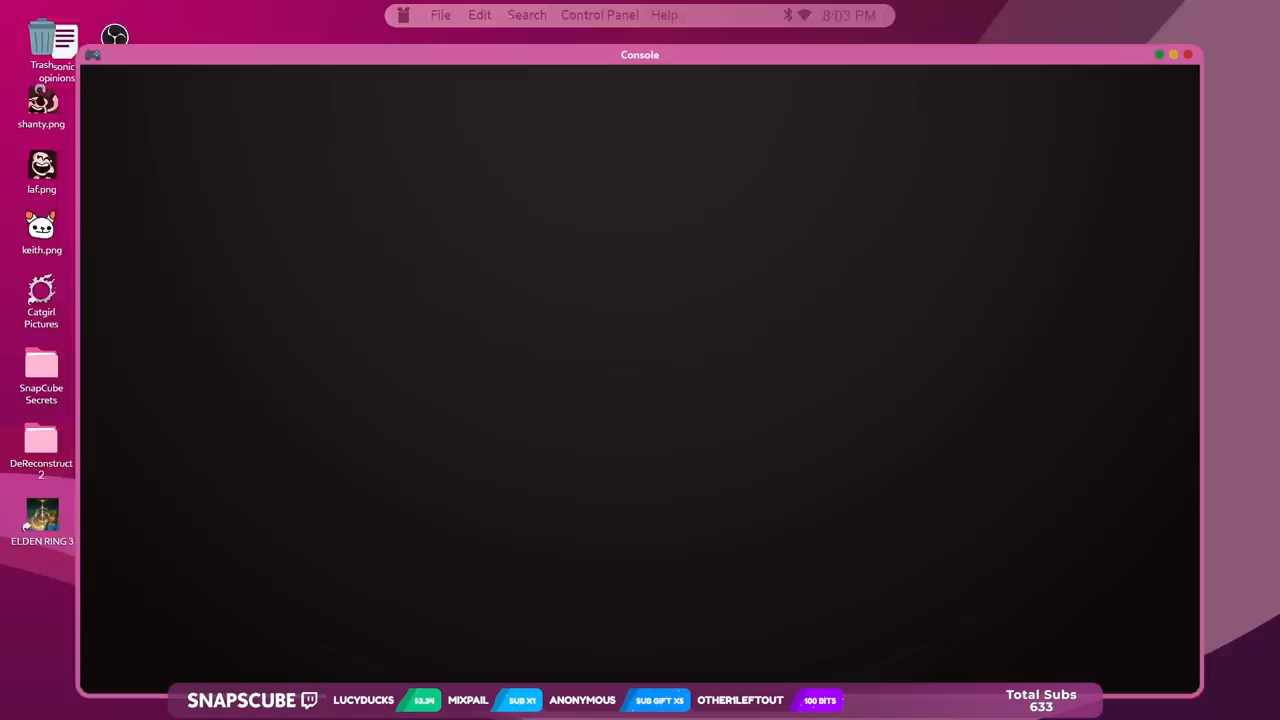 File Edit Search Control Panel Help 8:03 PM
Console
Trash
sonic
opinions
shanty.png
laf.png
keith.png
Catgirl
Pictures
SnapCube
Secrets
DeReconstruct
2
ELDEN RING 3
SNAPSCUBE LUCYDUCKS $3.34 MIXPAIL SUB X1 ANONYMOUS SUB GIFT X5 OTHER1LEFTOUT 100 BITS
Total Subs
633